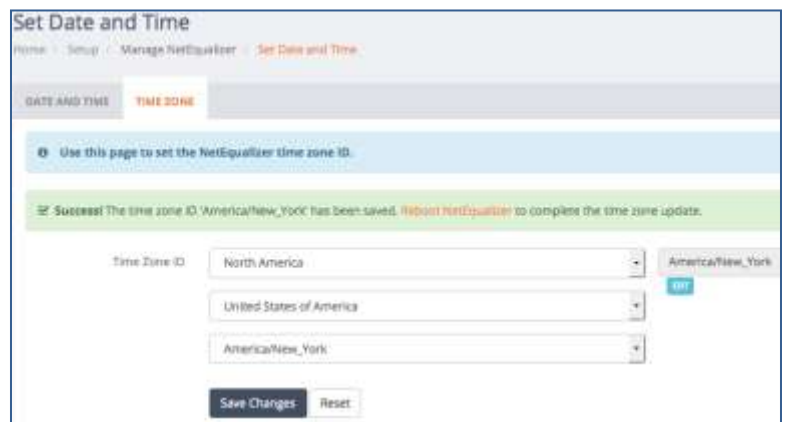 Set Date and Time
Home / Setup / Manage NetEqualizer / Set Date and Time
DATE AND TIME TIME ZONE
Use this page to set the NetEqualizer time zone ID.
Success! The time zone ID 'America/New_York' has been saved. Reboot NetEqualizer to complete the time zone update.
Time Zone ID North America America/New_York
EDT
United States of America
America/New_York
Save Changes Reset